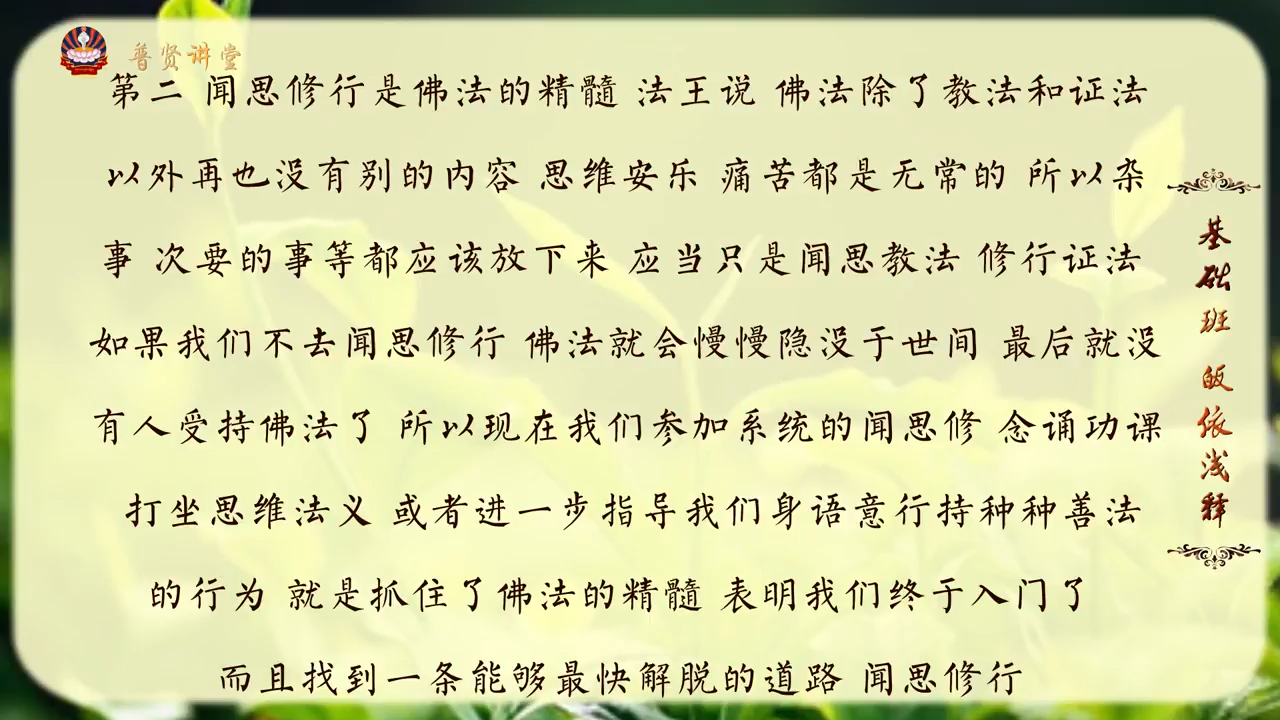 普贤讲堂
第二 闻思修行是佛法的精髓 法王说 佛法除了教法和证法
以外再也没有别的内容 思维安乐 痛苦都是无常的 所以杂
事 次要的事等都应该放下来 应当只是闻思教法 修行证法
如果我们不去闻思修行 佛法就会慢慢隐没于世间 最后就没
有人受持佛法了 所以现在我们参加系统的闻思修 念诵功课
打坐思维法义 或者进一步指导我们身语意行持种种善法
的行为 就是抓住了佛法的精髓 表明我们终于入门了
而且找到一条能够最快解脱的道路 闻思修行
基础班 皈依浅释